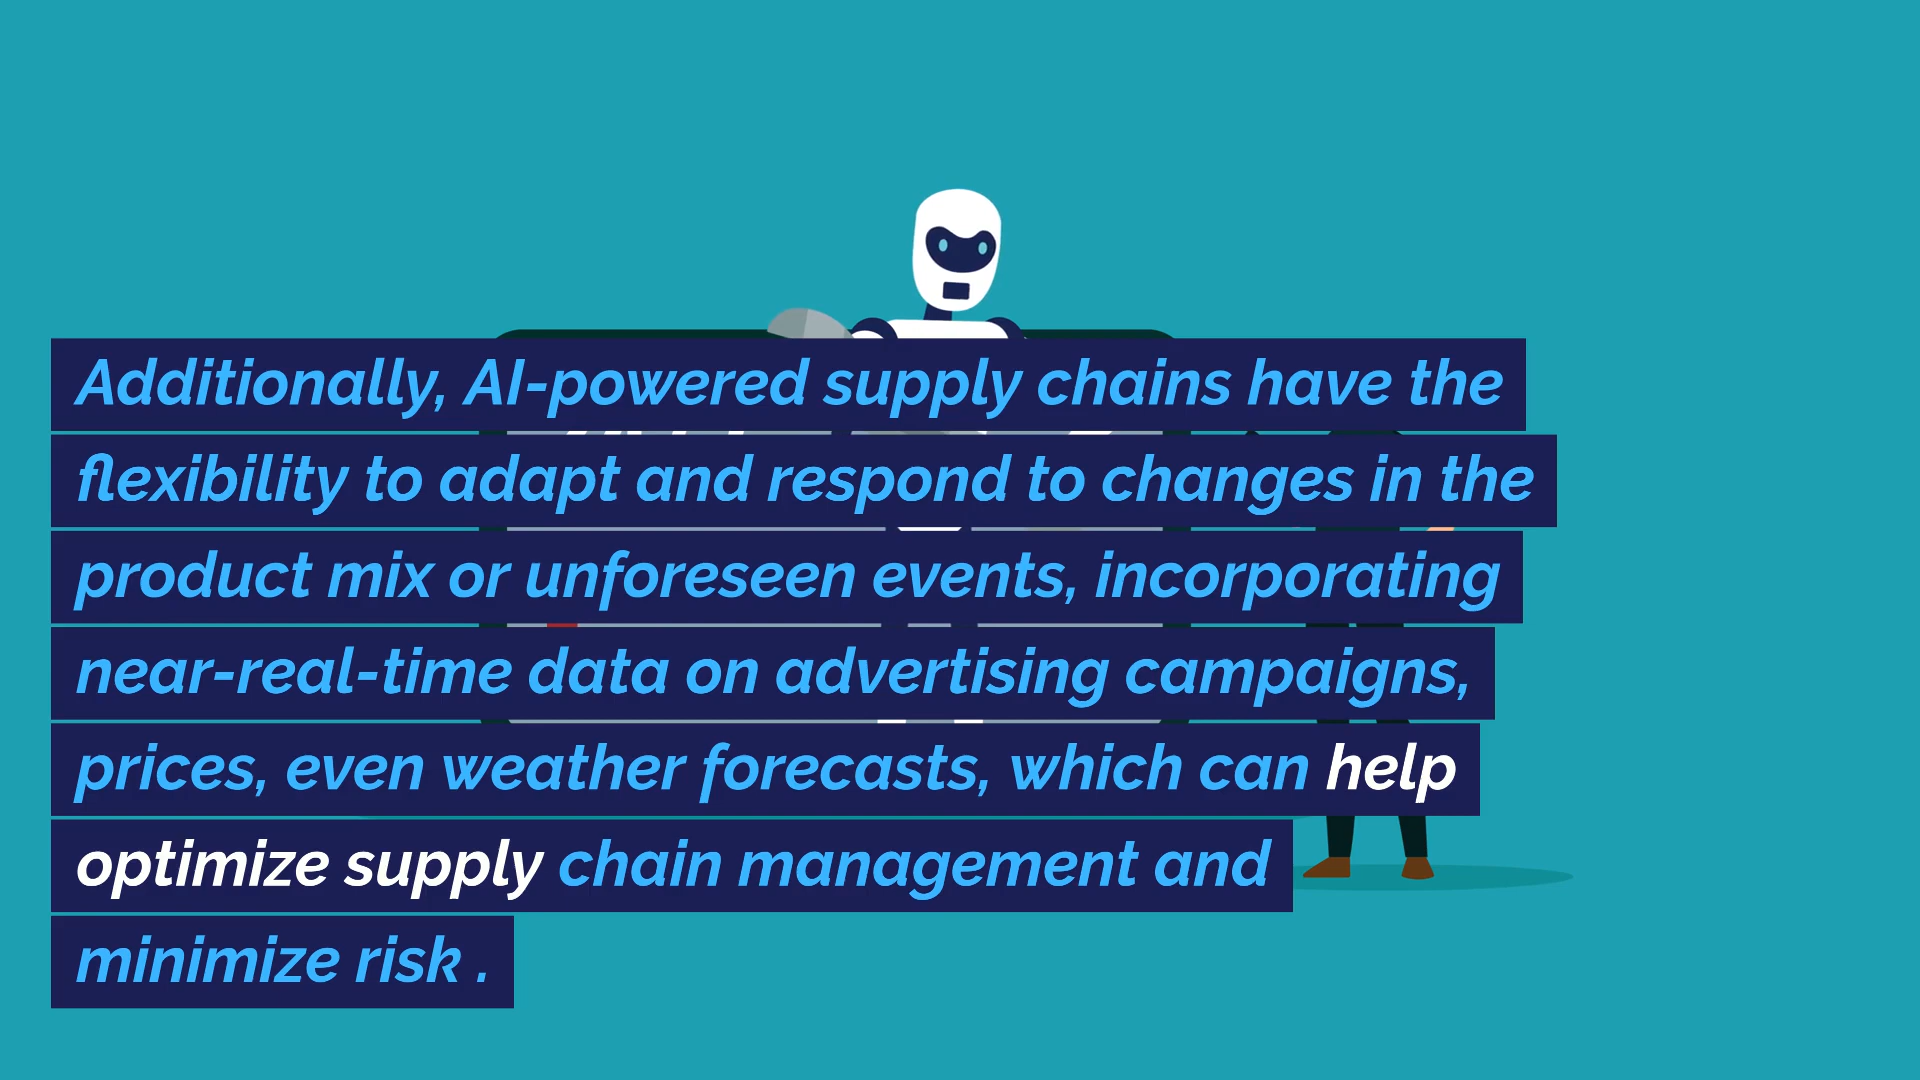 Additionally, AI-powered supply chains have the
flexibility to adapt and respond to changes in the
product mix or unforeseen events, incorporating
near-real-time data on advertising campaigns,
prices, even weather forecasts, which can help
optimize supply chain management and
minimize risk .